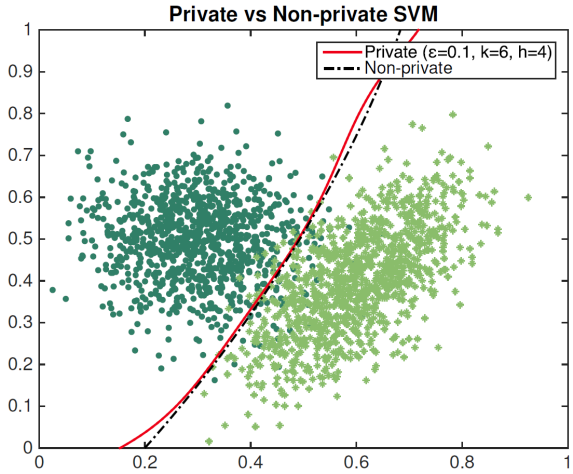 Private vs Non-private SVM
Private (ε=0.1, k=6, h=4)
Non-private
1
0.9
0.8
0.7
0.6
0.5
0.4
0.3
0.2
0.1
0
0 0.2 0.4 0.6 0.8 1